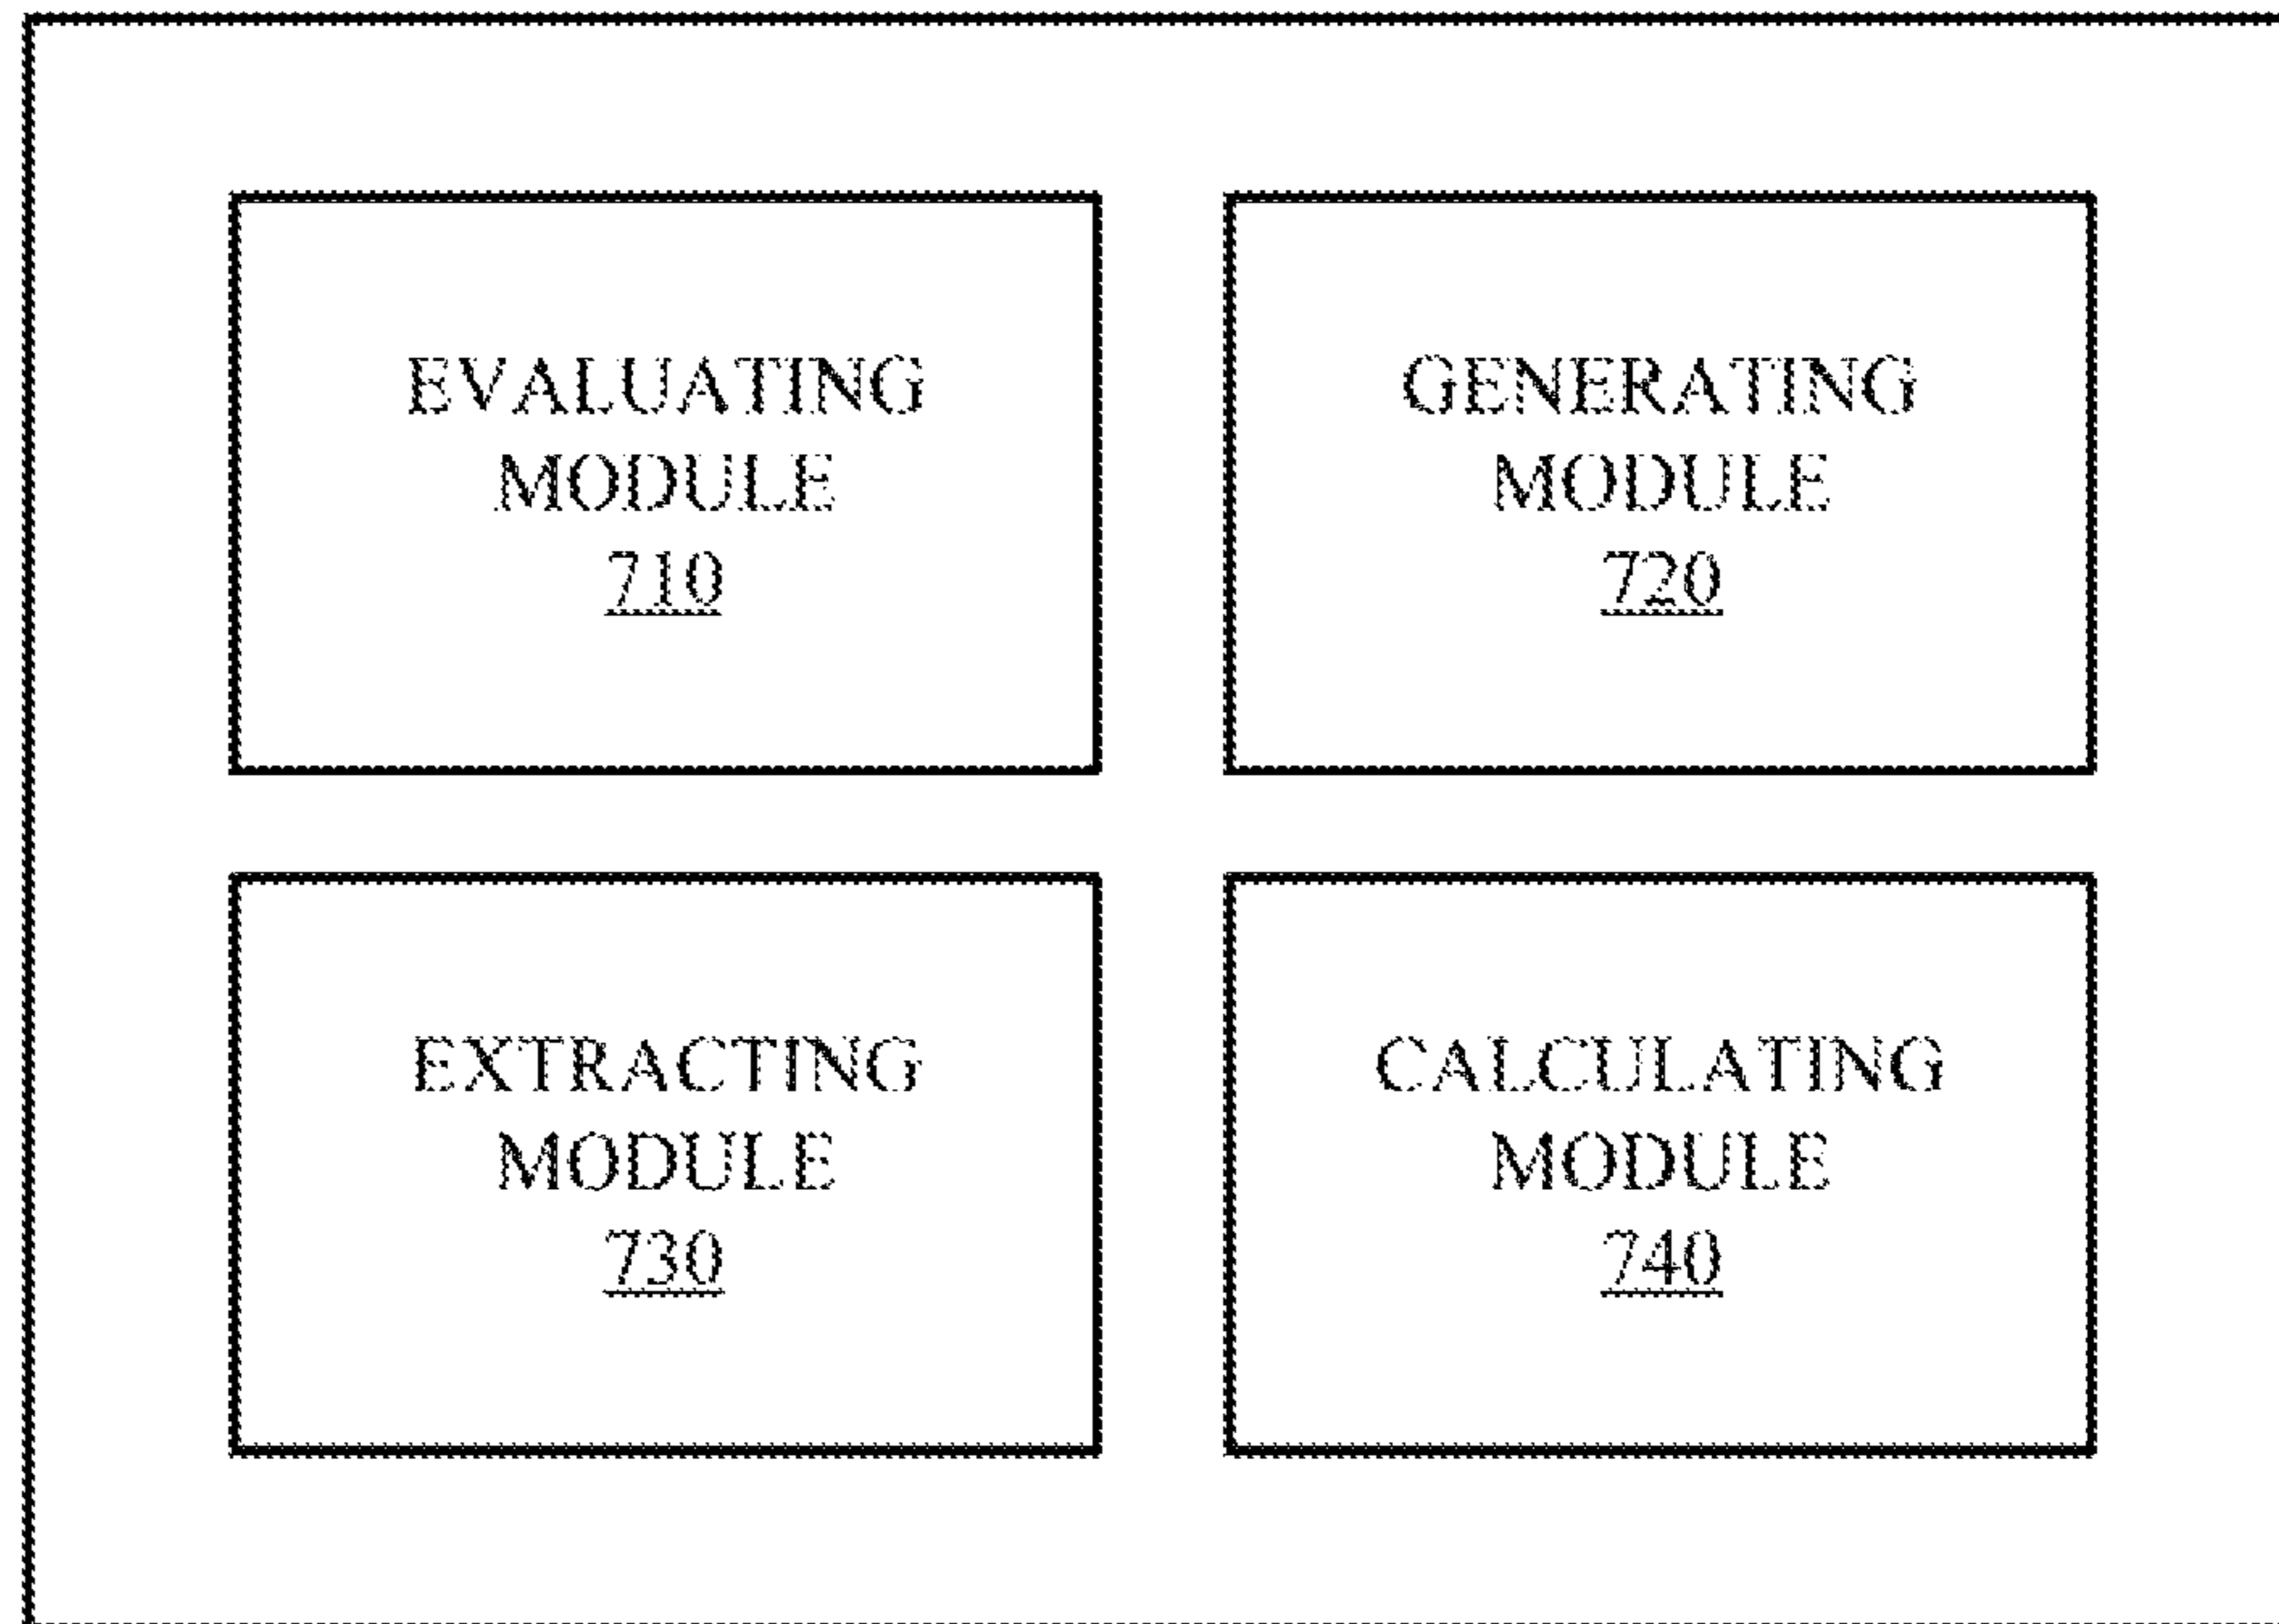 EVALUATING
MODULE
710
GENERATING
MODULE
720
EXTRACTING
MODULE
730
CALCULATING
MODULE
740